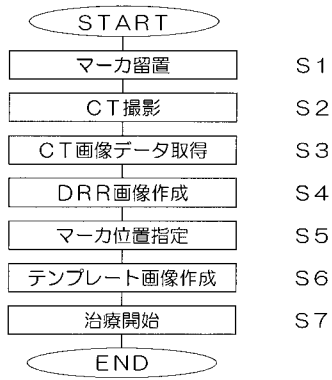 START
マーカ留置 S1
CT撮影 S2
CT画像データ取得 S3
DRR画像作成 S4
マーカ位置指定 S5
テンプレート画像作成 S6
治療開始 S7
END